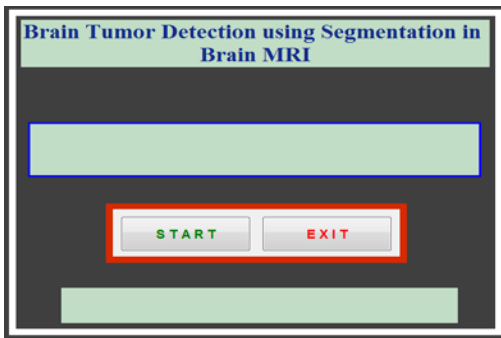 Brain Tumor Detection using Segmentation in
Brain MRI
START
EXIT